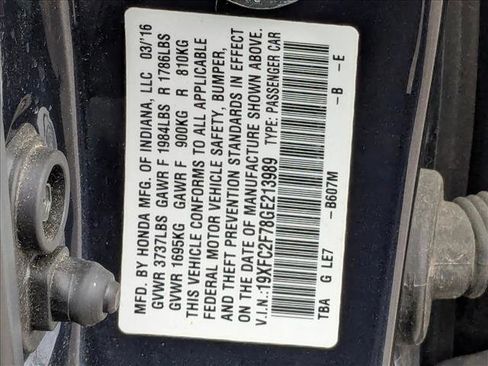 MFD. BY HONDA MFG. OF INDIANA, LLC 03/'16
GVWR 3737LBS GAWR F 1984LBS R 1786LBS
GVWR 1695KG GAWR F 900KG R 810KG
THIS VEHICLE CONFORMS TO ALL APPLICABLE
FEDERAL MOTOR VEHICLE SAFETY, BUMPER,
AND THEFT PREVENTION STANDARDS IN EFFECT
ON THE DATE OF MANUFACTURE SHOWN ABOVE.
V.I.N.:19XFC2F78GE213989 TYPE: PASSENGER CAR
TBA G LE7 -B607M -B -E